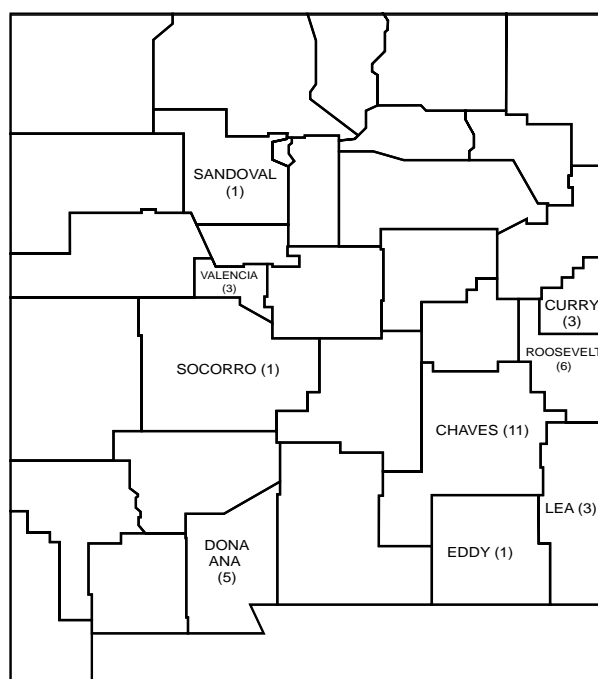 SANDOVAL
(1)
VALENCIA
(3)
CURRY
(3)
ROOSEVELT
(6)
SOCORRO (1)
CHAVES (11)
LEA (3)
DONA
ANA
(5)
EDDY (1)